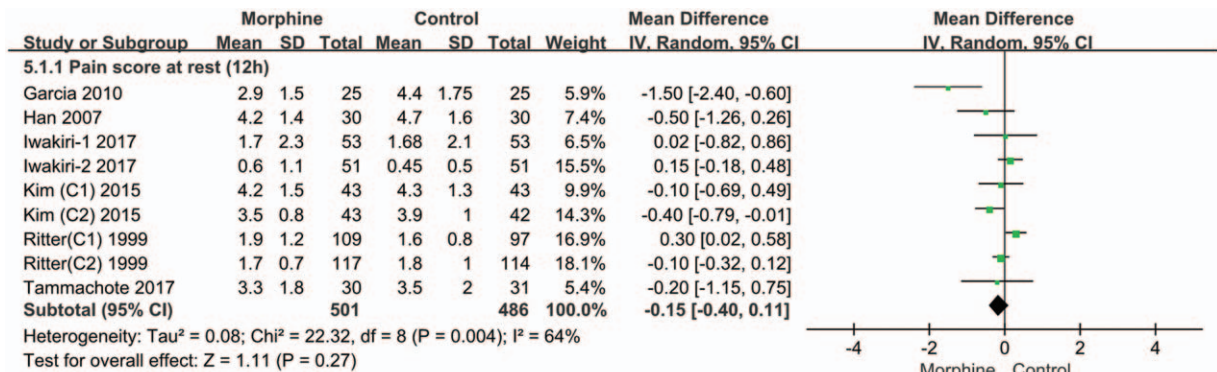 Morphine Control Mean Difference Mean Difference
Study or Subgroup Mean SD Total Mean SD Total Weight IV, Random, 95% CI IV, Random, 95% CI
5.1.1 Pain score at rest (12h)
Garcia 2010 2.9 1.5 25 4.4 1.75 25 5.9% -1.50 [-2.40, -0.60]
Han 2007 4.2 1.4 30 4.7 1.6 30 7.4% -0.50 [-1.26, 0.26]
Iwakiri-1 2017 1.7 2.3 53 1.68 2.1 53 6.5% 0.02 [-0.82, 0.86]
Iwakiri-2 2017 0.6 1.1 51 0.45 0.5 51 15.5% 0.15 [-0.18, 0.48]
Kim (C1) 2015 4.2 1.5 43 4.3 1.3 43 9.9% -0.10 [-0.69, 0.49]
Kim (C2) 2015 3.5 0.8 43 3.9 1 42 14.3% -0.40 [-0.79, -0.01]
Ritter(C1) 1999 1.9 1.2 109 1.6 0.8 97 16.9% 0.30 [0.02, 0.58]
Ritter(C2) 1999 1.7 0.7 117 1.8 1 114 18.1% -0.10 [-0.32, 0.12]
Tammachote 2017 3.3 1.8 30 3.5 2 31 5.4% -0.20 [-1.15, 0.75]
Subtotal (95% CI) 501 486 100.0% -0.15 [-0.40, 0.11]
Heterogeneity: Tau² = 0.08; Chi² = 22.32, df = 8 (P = 0.004); I² = 64%
Test for overall effect: Z = 1.11 (P = 0.27)
-4 -2 0 2 4
Morphine Control